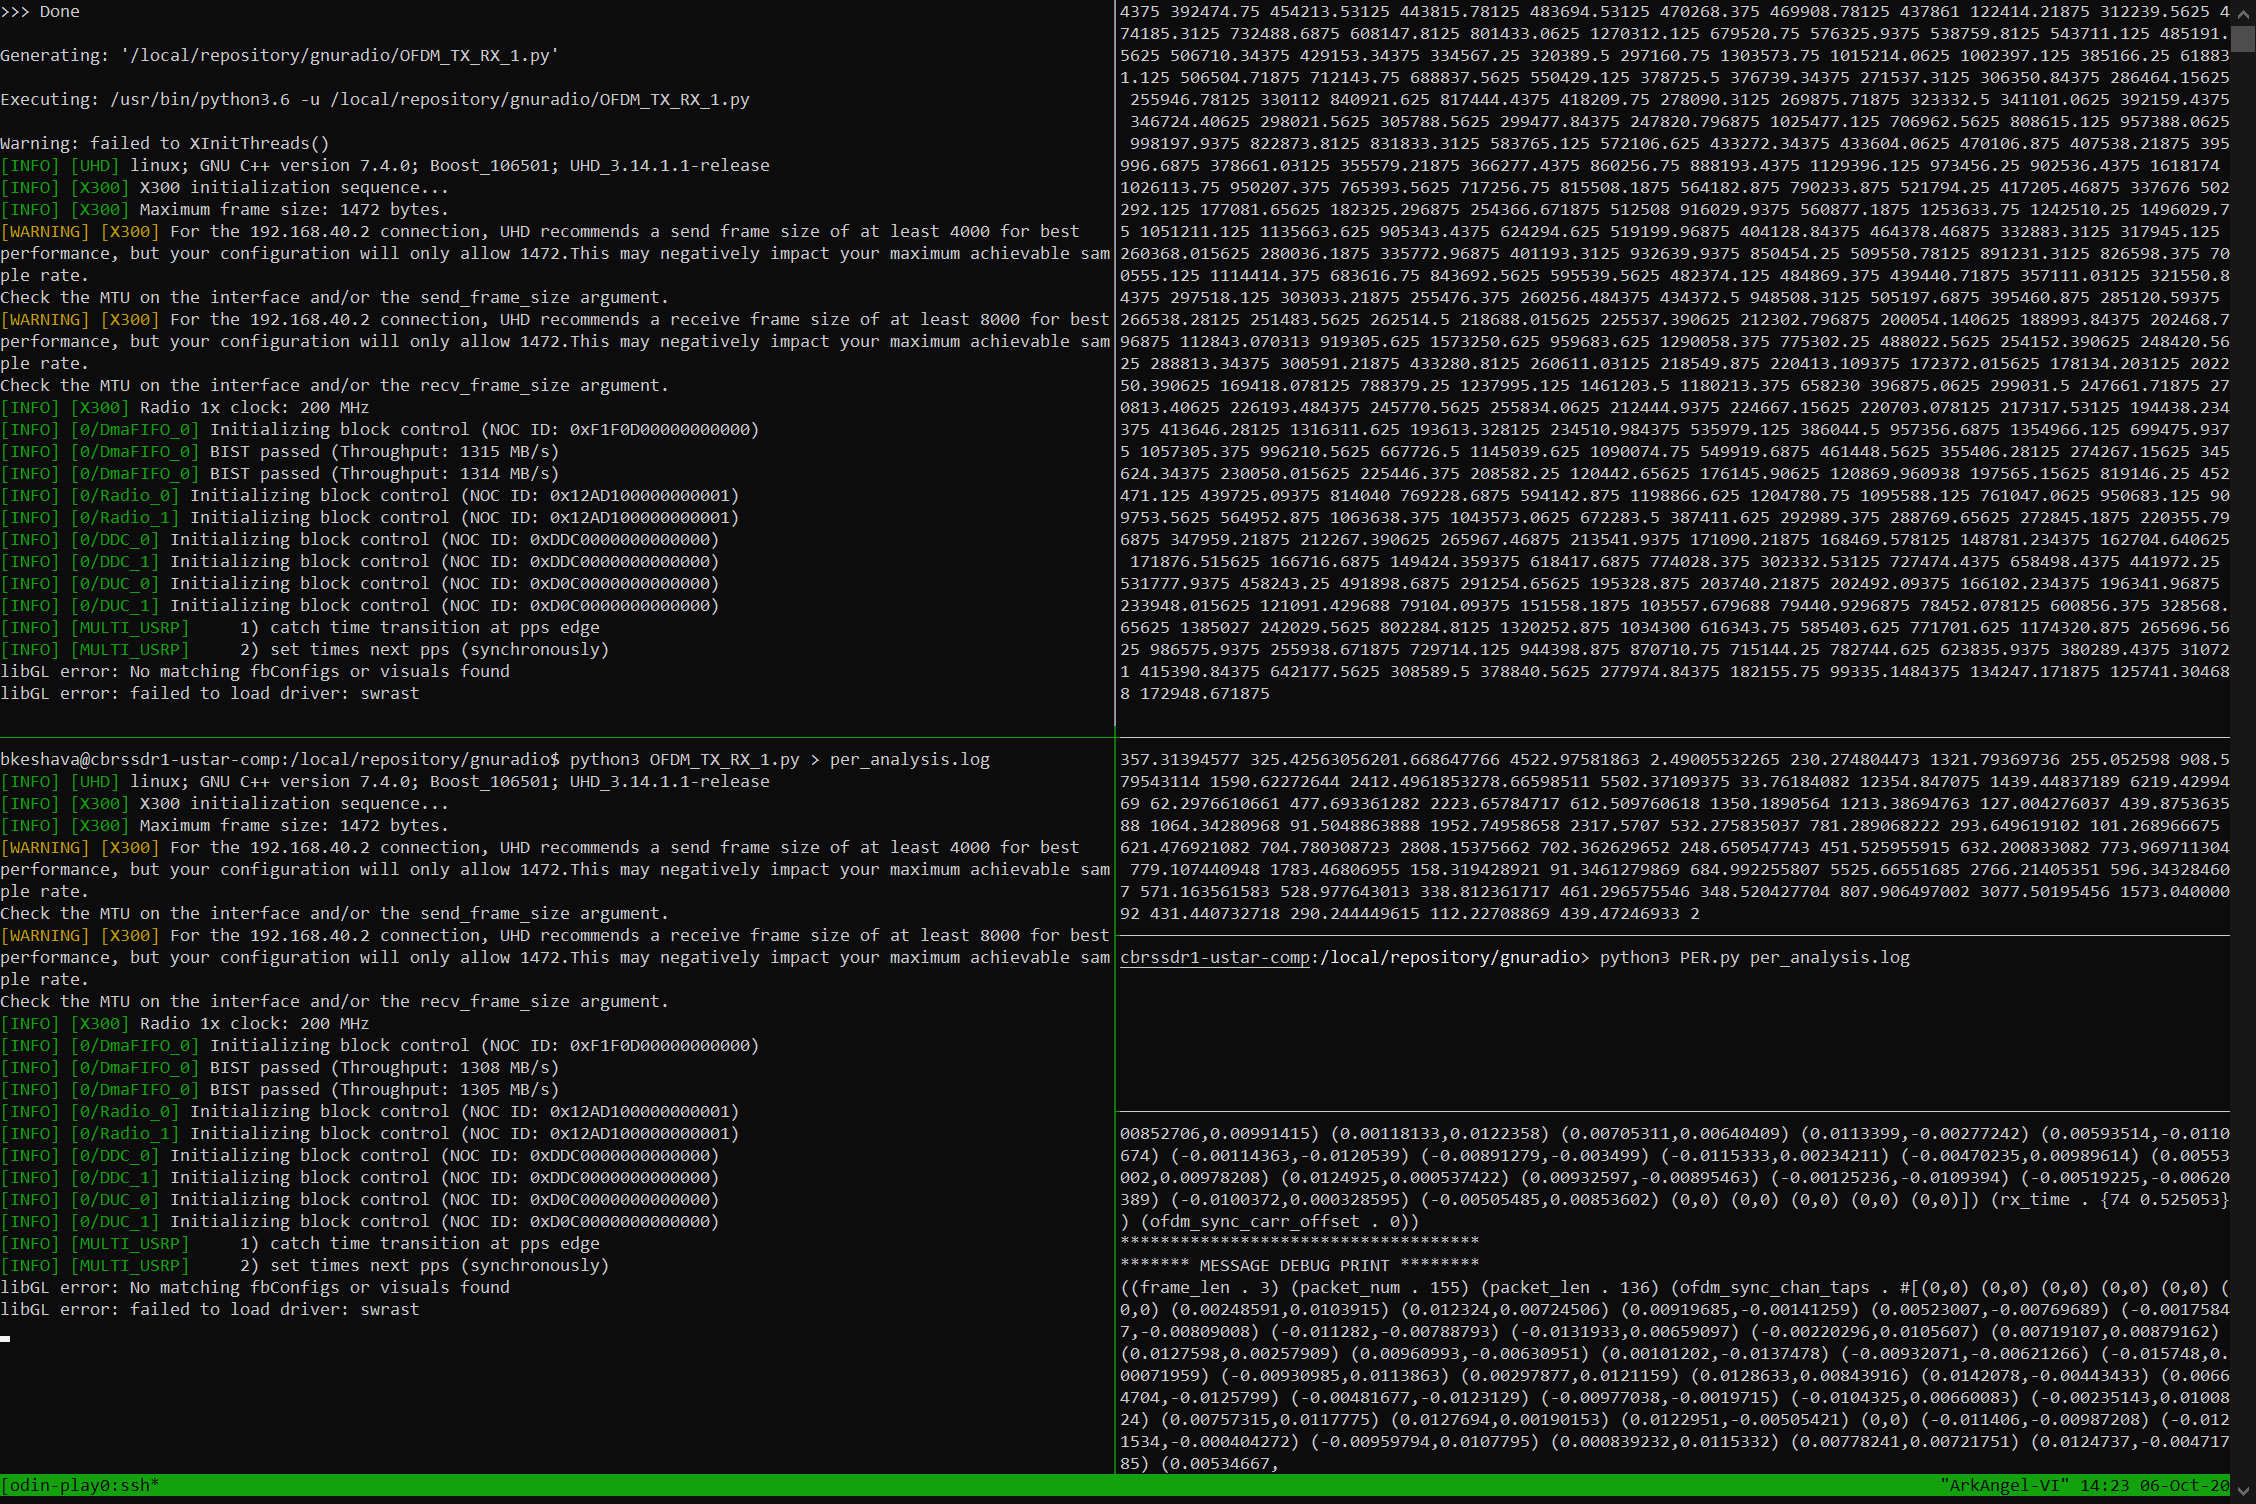 >>> Done
Generating: '/local/repository/gnuradio/OFDM_TX_RX_1.py'
Executing: /usr/bin/python3.6 -u /local/repository/gnuradio/OFDM_TX_RX_1.py
Warning: failed to XInitThreads()
[INFO] [UHD] linux; GNU C++ version 7.4.0; Boost_106501; UHD_3.14.1.1-release
[INFO] [X300] X300 initialization sequence...
[INFO] [X300] Maximum frame size: 1472 bytes.
[WARNING] [X300] For the 192.168.40.2 connection, UHD recommends a send frame size of at least 4000 for best
performance, but your configuration will only allow 1472.This may negatively impact your maximum achievable sam
ple rate.
Check the MTU on the interface and/or the send_frame_size argument.
[WARNING] [X300] For the 192.168.40.2 connection, UHD recommends a receive frame size of at least 8000 for best
performance, but your configuration will only allow 1472.This may negatively impact your maximum achievable sam
ple rate.
Check the MTU on the interface and/or the recv_frame_size argument.
[INFO] [X300] Radio 1x clock: 200 MHz
[INFO] [0/DmaFIFO_0] Initializing block control (NOC ID: 0xF1F0D00000000000)
[INFO] [0/DmaFIFO_0] BIST passed (Throughput: 1315 MB/s)
[INFO] [0/DmaFIFO_0] BIST passed (Throughput: 1314 MB/s)
[INFO] [0/Radio_0] Initializing block control (NOC ID: 0x12AD100000000001)
[INFO] [0/Radio_1] Initializing block control (NOC ID: 0x12AD100000000001)
[INFO] [0/DDC_0] Initializing block control (NOC ID: 0xDDC0000000000000)
[INFO] [0/DDC_1] Initializing block control (NOC ID: 0xDDC0000000000000)
[INFO] [0/DUC_0] Initializing block control (NOC ID: 0xD0C0000000000000)
[INFO] [0/DUC_1] Initializing block control (NOC ID: 0xD0C0000000000000)
[INFO] [MULTI_USRP]     1) catch time transition at pps edge
[INFO] [MULTI_USRP]     2) set times next pps (synchronously)
libGL error: No matching fbConfigs or visuals found
libGL error: failed to load driver: swrast
4375 392474.75 454213.53125 443815.78125 483694.53125 470268.375 469908.78125 437861 122414.21875 312239.5625 4
74185.3125 732488.6875 608147.8125 801433.0625 1270312.125 679520.75 576325.9375 538759.8125 543711.125 485191.
5625 506710.34375 429153.34375 334567.25 320389.5 297160.75 1303573.75 1015214.0625 1002397.125 385166.25 61883
1.125 506504.71875 712143.75 688837.5625 550429.125 378725.5 376739.34375 271537.3125 306350.84375 286464.15625
255946.78125 330112 840921.625 817444.4375 418209.75 278090.3125 269875.71875 323332.5 341101.0625 392159.4375
346724.40625 298021.5625 305788.5625 299477.84375 247820.796875 1025477.125 706962.5625 808615.125 957388.0625
998197.9375 822873.8125 831833.3125 583765.125 572106.625 433272.34375 433604.0625 470106.875 407538.21875 395
996.6875 378661.03125 355579.21875 366277.4375 860256.75 888193.4375 1129396.125 973456.25 902536.4375 1618174
1026113.75 950207.375 765393.5625 717256.75 815508.1875 564182.875 790233.875 521794.25 417205.46875 337676 502
292.125 177081.65625 182325.296875 254366.671875 512508 916029.9375 560877.1875 1253633.75 1242510.25 1496029.7
5 1051211.125 1135663.625 905343.4375 624294.625 519199.96875 404128.84375 464378.46875 332883.3125 317945.125
260368.015625 280036.1875 335772.96875 401193.3125 932639.9375 850454.25 509550.78125 891231.3125 826598.375 70
0555.125 1114414.375 683616.75 843692.5625 595539.5625 482374.125 484869.375 439440.71875 357111.03125 321550.8
4375 297518.125 303033.21875 255476.375 260256.484375 434372.5 948508.3125 505197.6875 395460.875 285120.59375
266538.28125 251483.5625 262514.5 218688.015625 225537.390625 212302.796875 200054.140625 188993.84375 202468.7
96875 112843.070313 919305.625 1573250.625 959683.625 1290058.375 775302.25 488022.5625 254152.390625 248420.56
25 288813.34375 300591.21875 433280.8125 260611.03125 218549.875 220413.109375 172372.015625 178134.203125 2022
50.390625 169418.078125 788379.25 1237995.125 1461203.5 1180213.375 658230 396875.0625 299031.5 247661.71875 27
0813.40625 226193.484375 245770.5625 255834.0625 212444.9375 224667.15625 220703.078125 217317.53125 194438.234
375 413646.28125 1316311.625 193613.328125 234510.984375 535979.125 386044.5 957356.6875 1354966.125 699475.937
5 1057305.375 996210.5625 667726.5 1145039.625 1090074.75 549919.6875 461448.5625 355406.28125 274267.15625 345
624.34375 230050.015625 225446.375 208582.25 120442.65625 176145.90625 120869.960938 197565.15625 819146.25 452
471.125 439725.09375 814040 769228.6875 594142.875 1198866.625 1204780.75 1095588.125 761047.0625 950683.125 90
9753.5625 564952.875 1063638.375 1043573.0625 672283.5 387411.625 292989.375 288769.65625 272845.1875 220355.79
6875 347959.21875 212267.390625 265967.46875 213541.9375 171090.21875 168469.578125 148781.234375 162704.640625
171876.515625 166716.6875 149424.359375 618417.6875 774028.375 302332.53125 727474.4375 658498.4375 441972.25
531777.9375 458243.25 491898.6875 291254.65625 195328.875 203740.21875 202492.09375 166102.234375 196341.96875
233948.015625 121091.429688 79104.09375 151558.1875 103557.679688 79440.9296875 78452.078125 600856.375 328568.
65625 1385027 242029.5625 802284.8125 1320252.875 1034300 616343.75 585403.625 771701.625 1174320.875 265696.56
25 986575.9375 255938.671875 729714.125 944398.875 870710.75 715144.25 782744.625 623835.9375 380289.4375 31072
1 415390.84375 642177.5625 308589.5 378840.5625 277974.84375 182155.75 99335.1484375 134247.171875 125741.30468
8 172948.671875
bkeshava@cbrssdr1-ustar-comp:/local/repository/gnuradio$ python3 OFDM_TX_RX_1.py > per_analysis.log
[INFO] [UHD] linux; GNU C++ version 7.4.0; Boost_106501; UHD_3.14.1.1-release
[INFO] [X300] X300 initialization sequence...
[INFO] [X300] Maximum frame size: 1472 bytes.
[WARNING] [X300] For the 192.168.40.2 connection, UHD recommends a send frame size of at least 4000 for best
performance, but your configuration will only allow 1472.This may negatively impact your maximum achievable sam
ple rate.
Check the MTU on the interface and/or the send_frame_size argument.
[WARNING] [X300] For the 192.168.40.2 connection, UHD recommends a receive frame size of at least 8000 for best
performance, but your configuration will only allow 1472.This may negatively impact your maximum achievable sam
ple rate.
Check the MTU on the interface and/or the recv_frame_size argument.
[INFO] [X300] Radio 1x clock: 200 MHz
[INFO] [0/DmaFIFO_0] Initializing block control (NOC ID: 0xF1F0D00000000000)
[INFO] [0/DmaFIFO_0] BIST passed (Throughput: 1308 MB/s)
[INFO] [0/DmaFIFO_0] BIST passed (Throughput: 1305 MB/s)
[INFO] [0/Radio_0] Initializing block control (NOC ID: 0x12AD100000000001)
[INFO] [0/Radio_1] Initializing block control (NOC ID: 0x12AD100000000001)
[INFO] [0/DDC_0] Initializing block control (NOC ID: 0xDDC0000000000000)
[INFO] [0/DDC_1] Initializing block control (NOC ID: 0xDDC0000000000000)
[INFO] [0/DUC_0] Initializing block control (NOC ID: 0xD0C0000000000000)
[INFO] [0/DUC_1] Initializing block control (NOC ID: 0xD0C0000000000000)
[INFO] [MULTI_USRP]     1) catch time transition at pps edge
[INFO] [MULTI_USRP]     2) set times next pps (synchronously)
libGL error: No matching fbConfigs or visuals found
libGL error: failed to load driver: swrast
357.31394577 325.42563056201.668647766 4522.97581863 2.49005532265 230.274804473 1321.79369736 255.052598 908.5
79543114 1590.62272644 2412.4961853278.66598511 5502.37109375 33.76184082 12354.847075 1439.44837189 6219.42994
69 62.2976610661 477.693361282 2223.65784717 612.509760618 1350.1890564 1213.38694763 127.004276037 439.8753635
88 1064.34280968 91.5048863888 1952.74958658 2317.5707 532.275835037 781.289068222 293.649619102 101.268966675
621.476921082 704.780308723 2808.15375662 702.362629652 248.650547743 451.525955915 632.200833082 773.969711304
779.107440948 1783.46806955 158.319428921 91.3461279869 684.992255807 5525.66551685 2766.21405351 596.34328460
7 571.163561583 528.977643013 338.812361717 461.296575546 348.520427704 807.906497002 3077.50195456 1573.040000
92 431.440732718 290.244449615 112.22708869 439.47246933 2
cbrssdr1-ustar-comp:/local/repository/gnuradio> python3 PER.py per_analysis.log
00852706,0.00991415) (0.00118133,0.0122358) (0.00705311,0.00640409) (0.0113399,-0.00277242) (0.00593514,-0.0110
674) (-0.00114363,-0.0120539) (-0.00891279,-0.003499) (-0.0115333,0.00234211) (-0.00470235,0.00989614) (0.00553
002,0.00978208) (0.0124925,0.000537422) (0.00932597,-0.00895463) (-0.00125236,-0.0109394) (-0.00519225,-0.00620
389) (-0.0100372,0.000328595) (-0.00505485,0.00853602) (0,0) (0,0) (0,0) (0,0) (0,0)]) (rx_time . {74 0.525053}
) (ofdm_sync_carr_offset . 0))
************************************
******* MESSAGE DEBUG PRINT ********
((frame_len . 3) (packet_num . 155) (packet_len . 136) (ofdm_sync_chan_taps . #[(0,0) (0,0) (0,0) (0,0) (0,0) (
0,0) (0.00248591,0.0103915) (0.012324,0.00724506) (0.00919685,-0.00141259) (0.00523007,-0.00769689) (-0.0017584
7,-0.00809008) (-0.011282,-0.00788793) (-0.0131933,0.00659097) (-0.00220296,0.0105607) (0.00719107,0.00879162)
(0.0127598,0.00257909) (0.00960993,-0.00630951) (0.00101202,-0.0137478) (-0.00932071,-0.00621266) (-0.015748,0.
00071959) (-0.00930985,0.0113863) (0.00297877,0.0121159) (0.0128633,0.00843916) (0.0142078,-0.00443433) (0.0066
4704,-0.0125799) (-0.00481677,-0.0123129) (-0.00977038,-0.0019715) (-0.0104325,0.00660083) (-0.00235143,0.01008
24) (0.00757315,0.0117775) (0.0127694,0.00190153) (0.0122951,-0.00505421) (0,0) (-0.011406,-0.00987208) (-0.012
1534,-0.000404272) (-0.00959794,0.0107795) (0.000839232,0.0115332) (0.00778241,0.00721751) (0.0124737,-0.004717
85) (0.00534667,
[odin-play0:ssh*
"ArkAngel-VI" 14:23 06-Oct-20